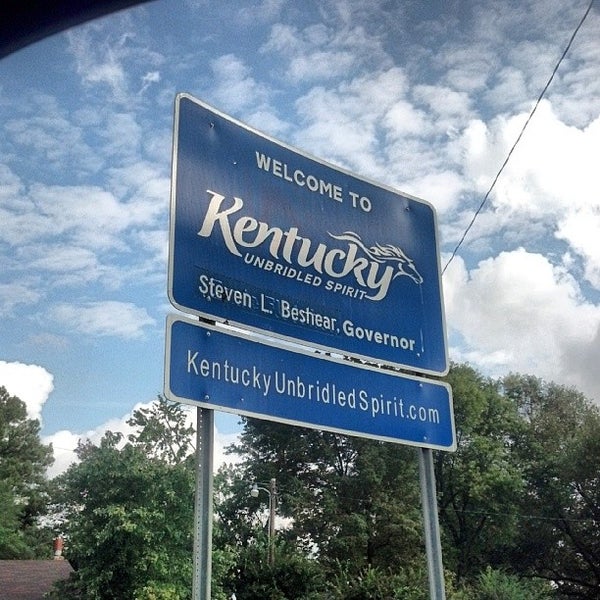 WELCOME TO
Kentucky
UNBRIDLED SPIRIT
Steven L. Beshear, Governor
KentuckyUnbridledSpirit.com